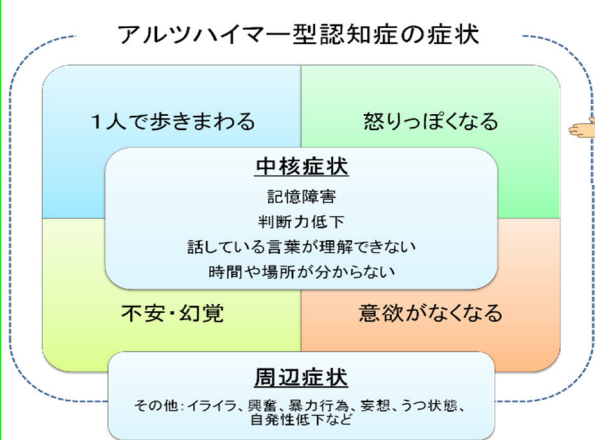 アルツハイマー型認知症の症状
1人で歩きまわる
怒りっぽくなる
中核症状
記憶障害
判断力低下
話している言葉が理解できない
時間や場所が分からない
不安・幻覚
意欲がなくなる
周辺症状
その他:イライラ、興奮、暴力行為、妄想、うつ状態、
自発性低下など